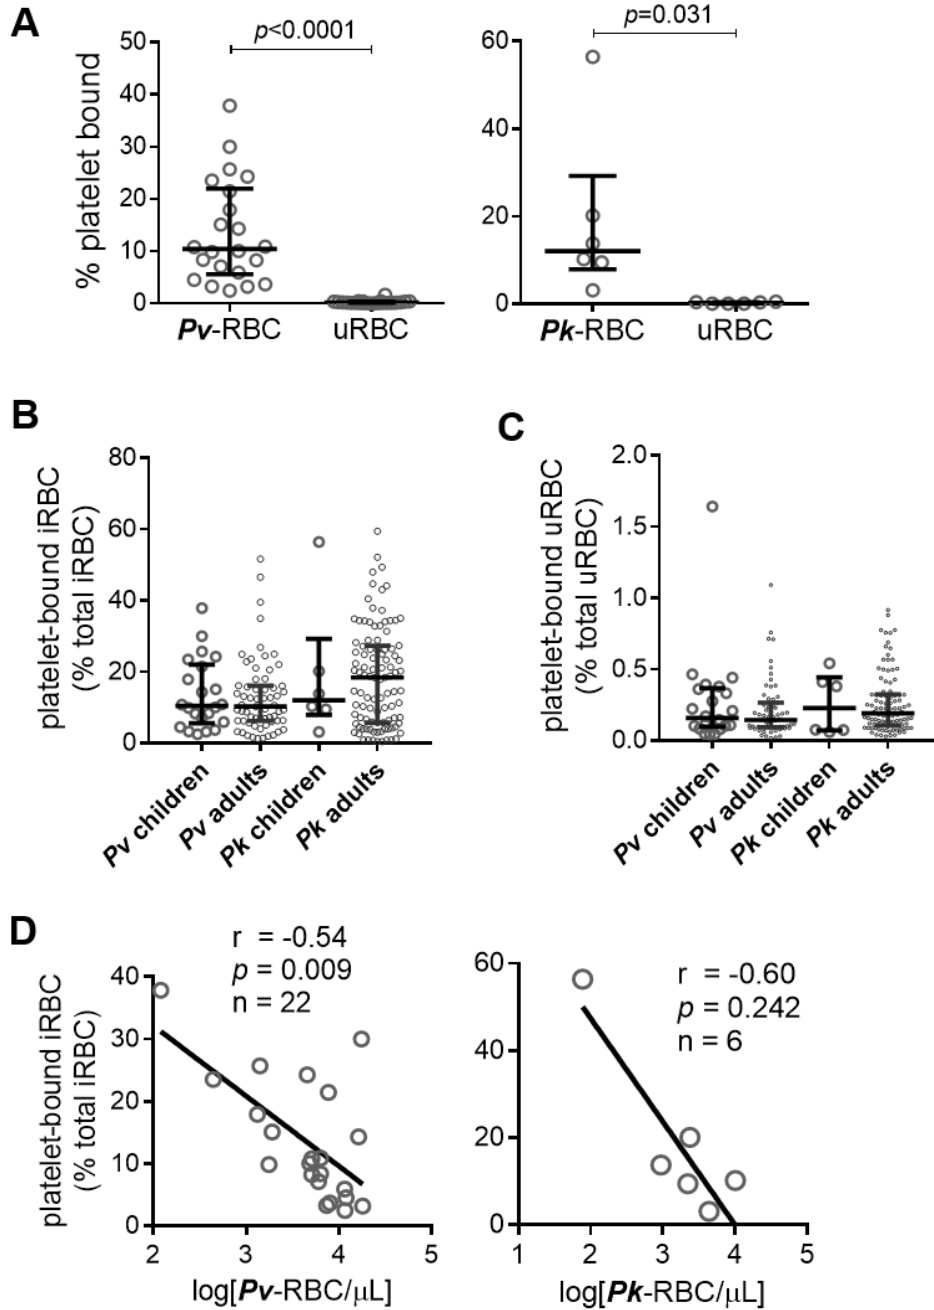 A
p<0.0001
p=0.031
% platelet bound
50
40
30
20
10
0
Pv-RBC
uRBC
60
40
20
0
Pk-RBC
uRBC
B
platelet-bound iRBC
(% total iRBC)
80
60
40
20
0
Pv children
Pv adults
Pk children
Pk adults
C
platelet-bound uRBC
(% total uRBC)
2.0
1.5
1.0
0.5
0.0
Pv children
Pv adults
Pk children
Pk adults
D
r = -0.54
p = 0.009
n = 22
platelet-bound iRBC
(% total iRBC)
40
30
20
10
0
2 3 4 5
log[Pv-RBC/µL]
r = -0.60
p = 0.242
n = 6
60
40
20
0
1 2 3 4 5
log[Pk-RBC/µL]